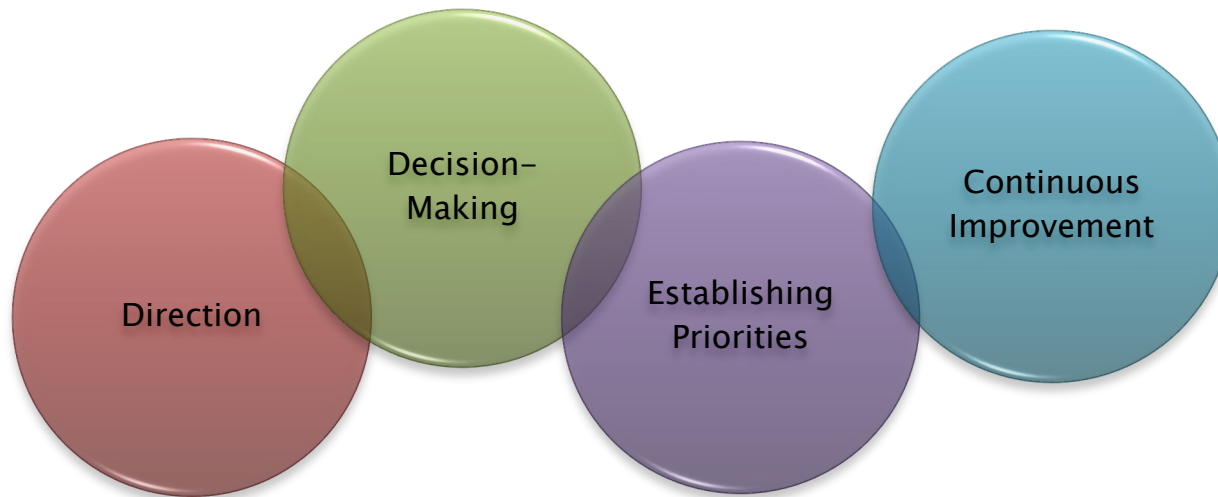 Direction
Decision-
Making
Establishing
Priorities
Continuous
Improvement